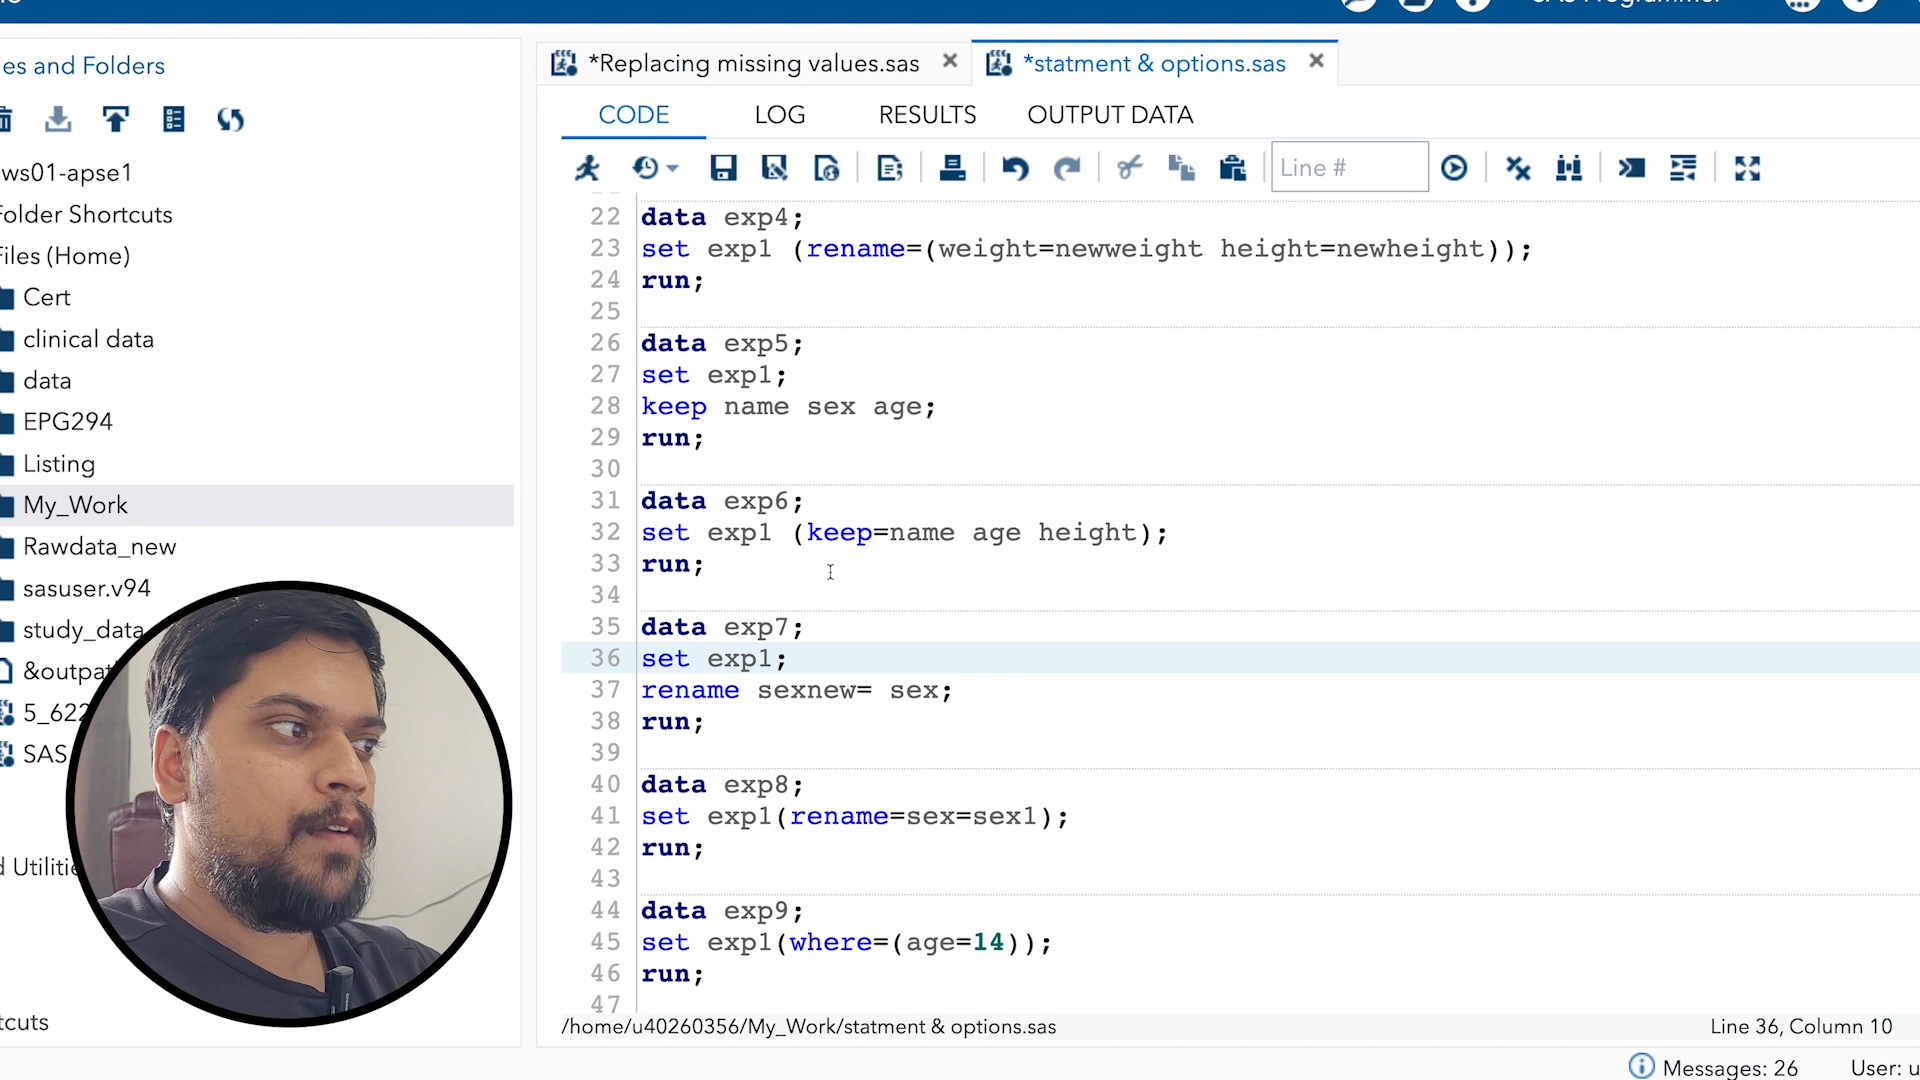 SAS Programmer
es and Folders
*Replacing missing values.sas
*statment & options.sas
CODE
LOG
RESULTS
OUTPUT DATA
Line #
ws01-apse1
Folder Shortcuts
Files (Home)
Cert
clinical data
data
EPG294
Listing
My_Work
Rawdata_new
sasuser.v94
study_data
&outpat
5_622
SAS
d Utilitie
tcuts
22 data exp4;
23 set exp1 (rename=(weight=newweight height=newheight));
24 run;
25
26 data exp5;
27 set exp1;
28 keep name sex age;
29 run;
30
31 data exp6;
32 set exp1 (keep=name age height);
33 run;
34
35 data exp7;
36 set exp1;
37 rename sexnew= sex;
38 run;
39
40 data exp8;
41 set exp1(rename=sex=sex1);
42 run;
43
44 data exp9;
45 set exp1(where=(age=14));
46 run;
47
/home/u40260356/My_Work/statment & options.sas
Line 36, Column 10
Messages: 26
User: u